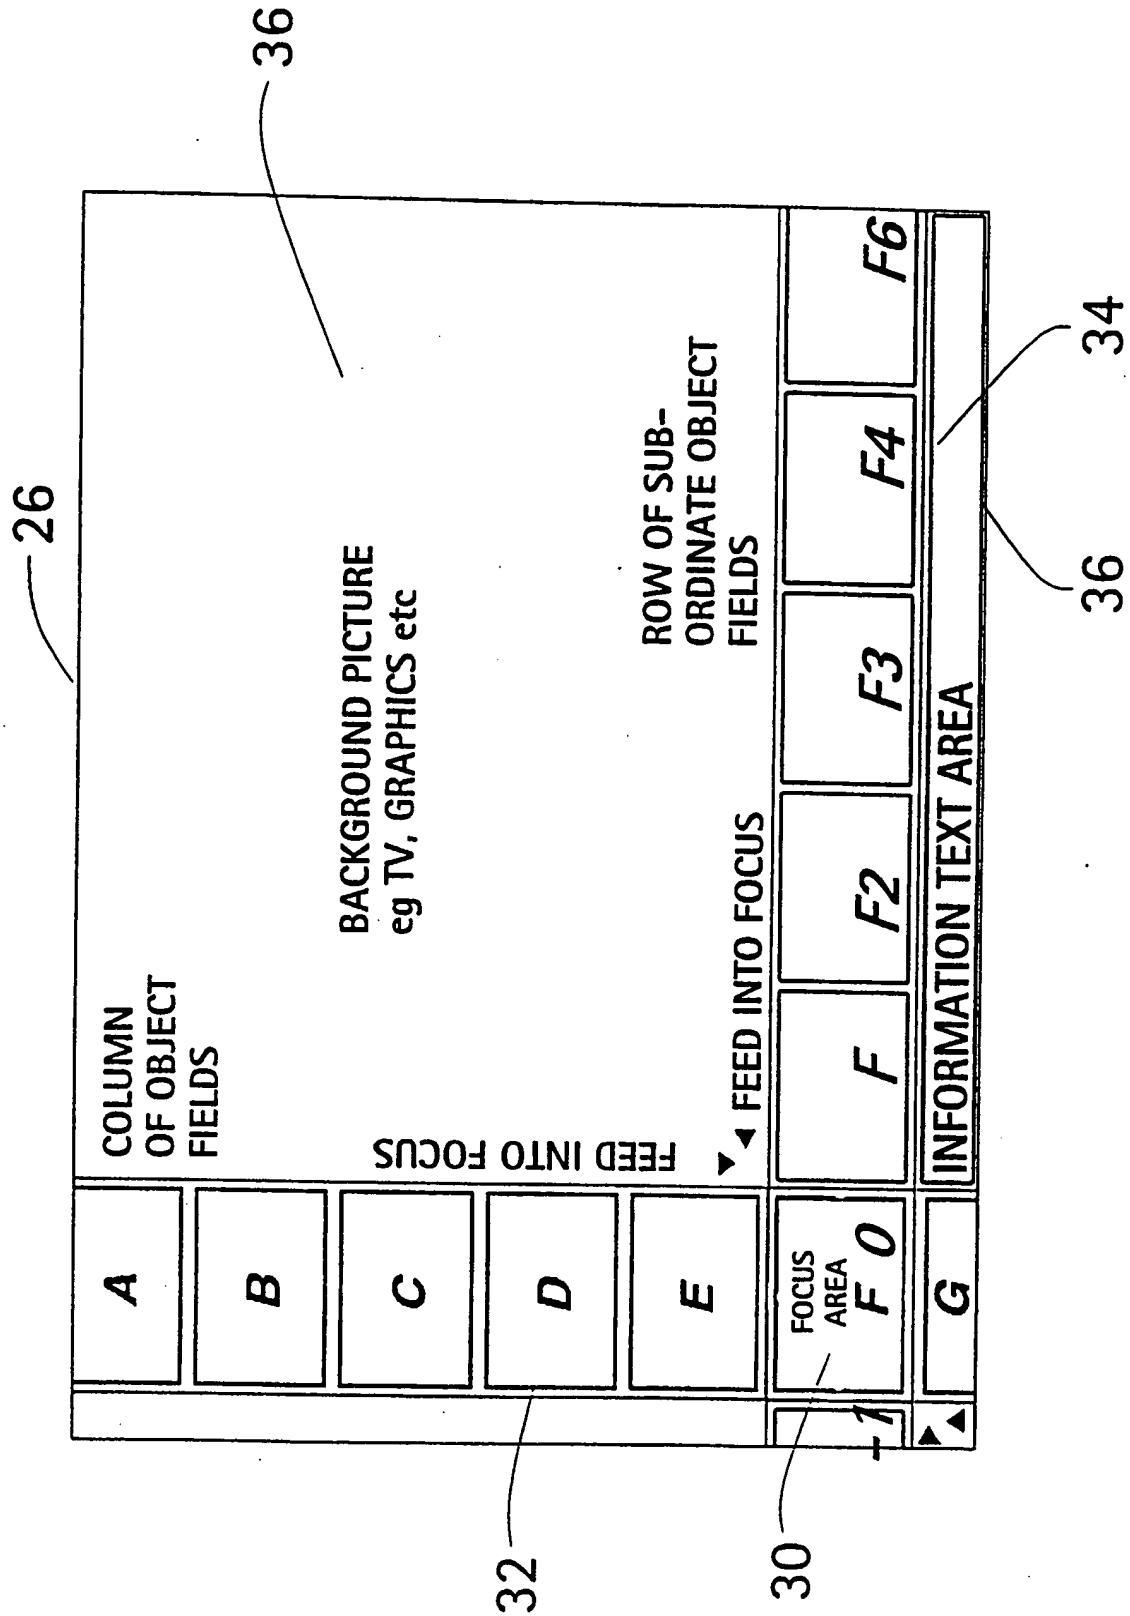 26
36
COLUMN
OF OBJECT
FIELDS
BACKGROUND PICTURE
eg TV, GRAPHICS etc
ROW OF SUB-
ORDINATE OBJECT
FIELDS
FEED INTO FOCUS
FEED INTO FOCUS
A
B
C
D
E
32
30
-1
FOCUS
AREA
F 0
F
F2
F3
F4
F6
G
INFORMATION TEXT AREA
36
34